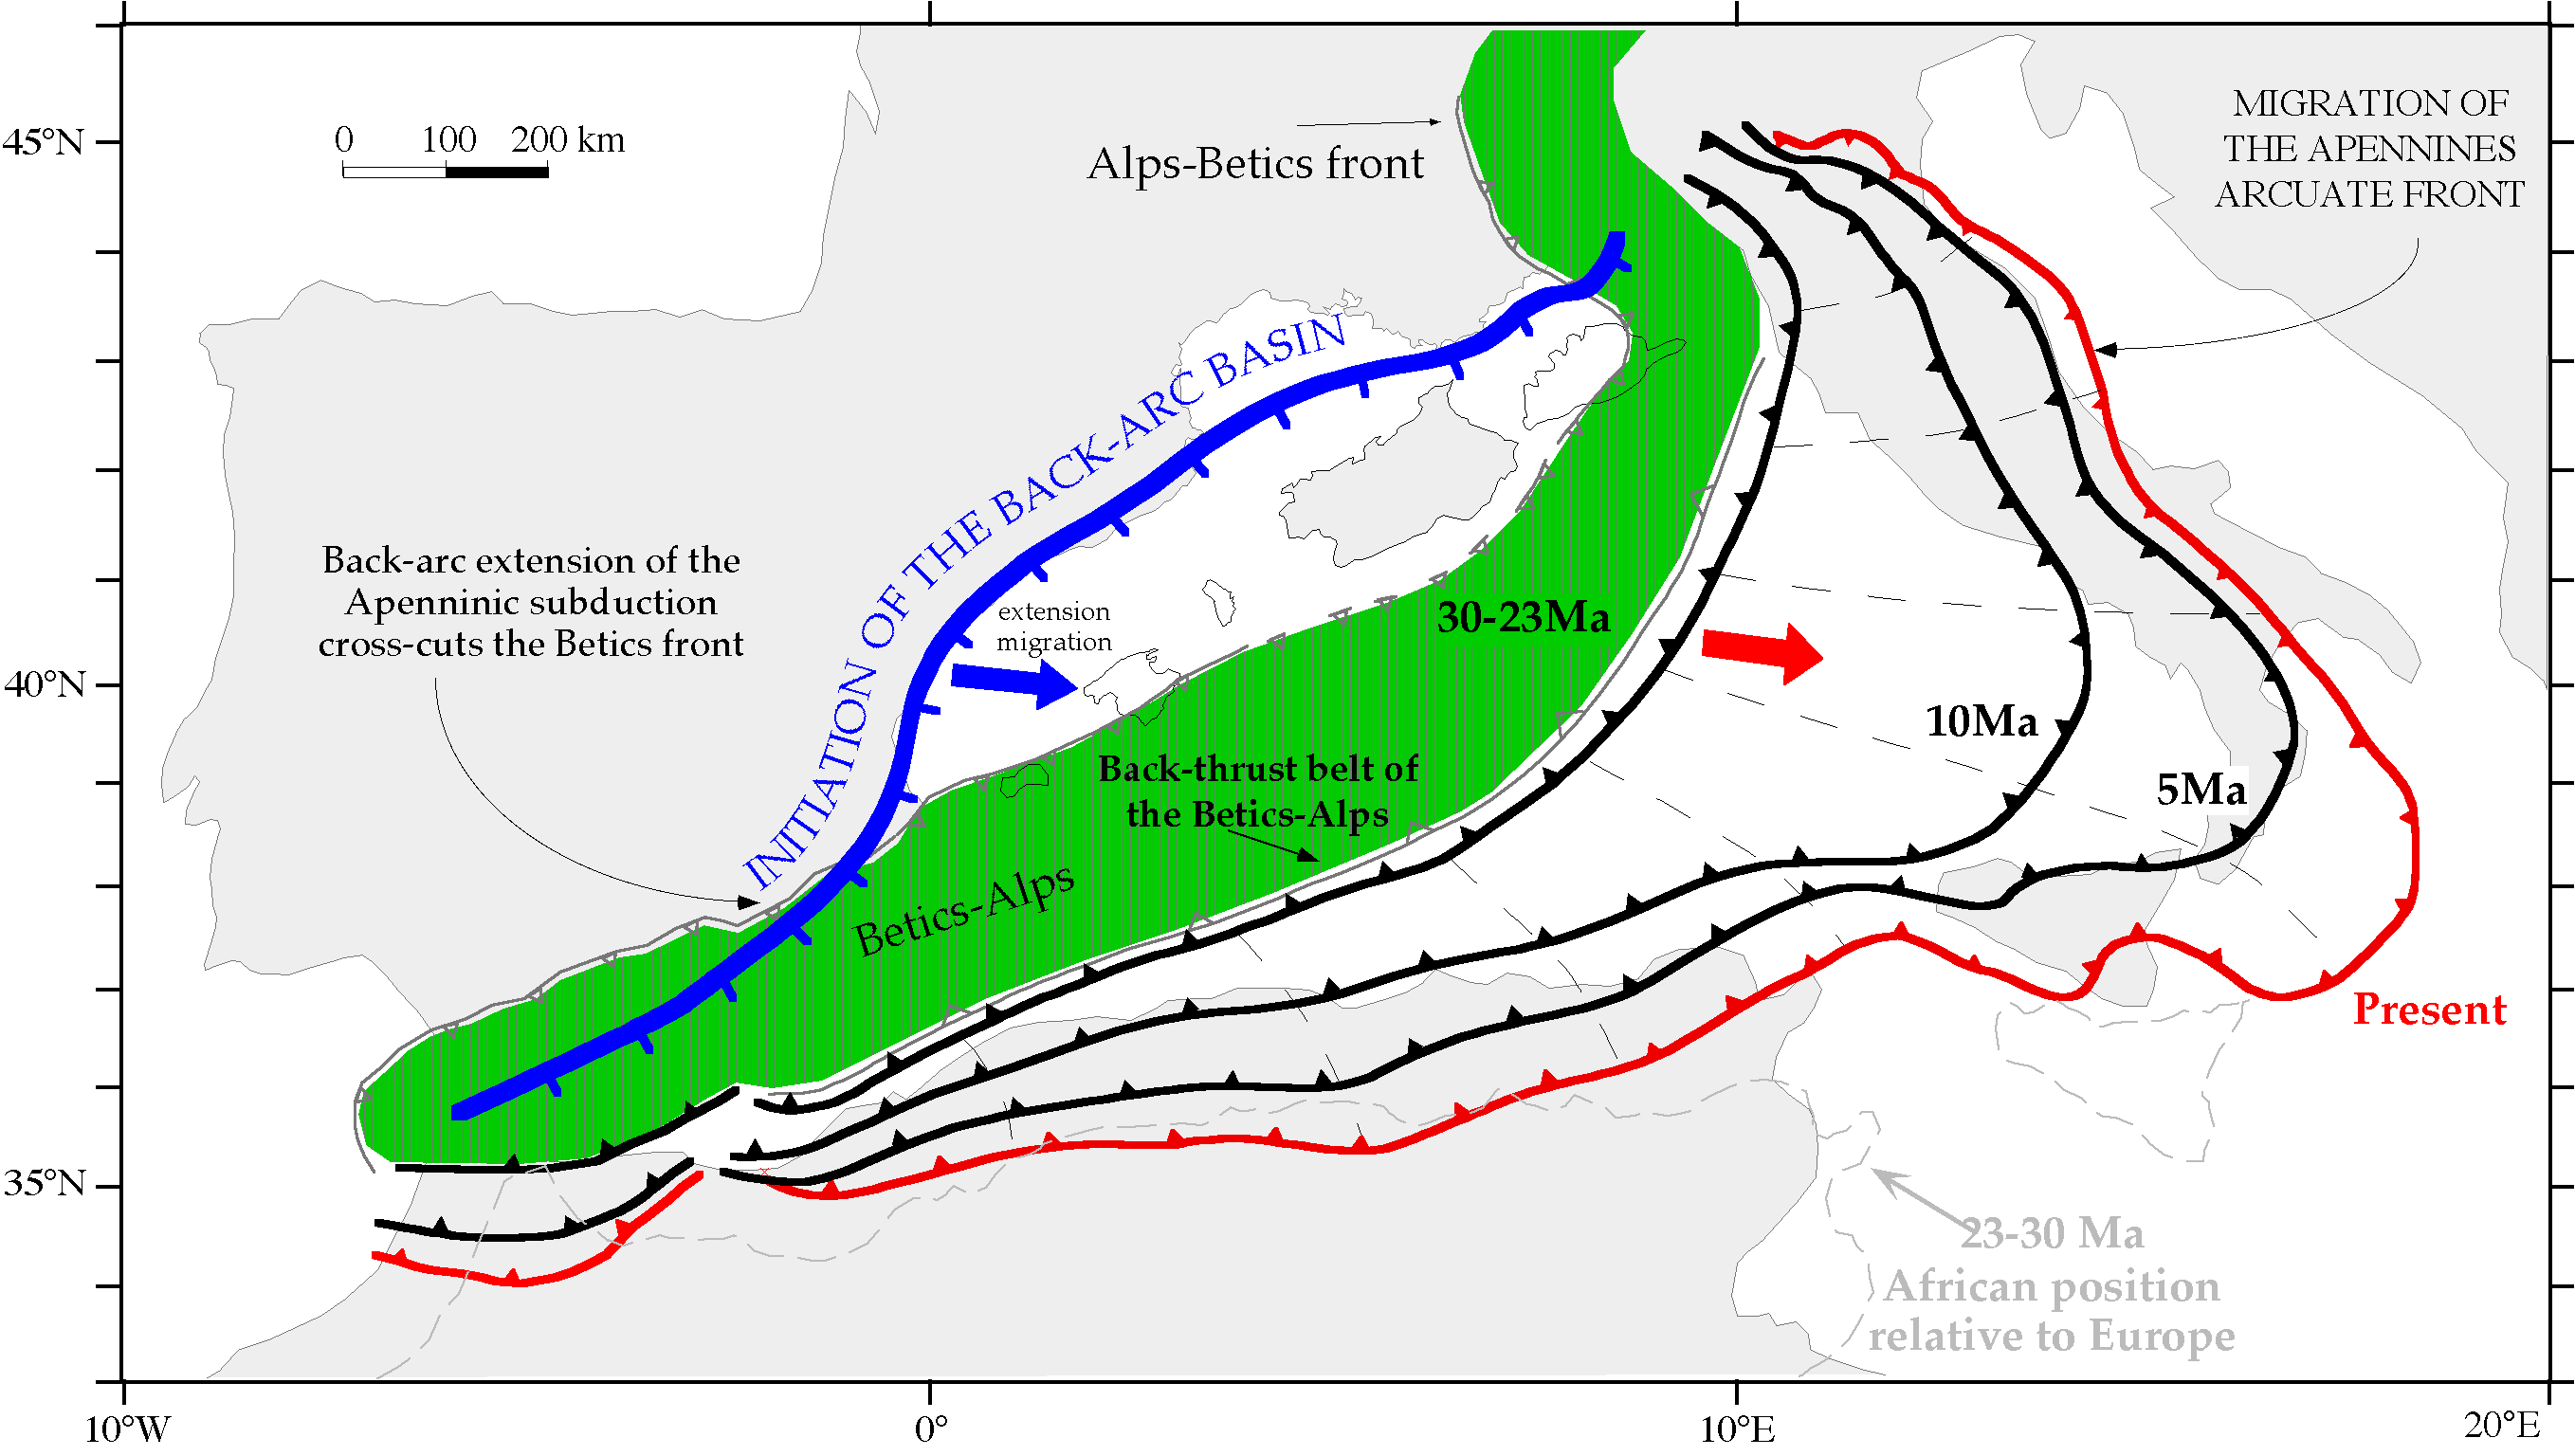 45°N
40°N
35°N
10°W
0°
10°E
20°E
0 100 200 km
Alps-Betics front
MIGRATION OF
THE APENNINES
ARCUATE FRONT
INITIATION OF THE BACK-ARC BASIN
Back-arc extension of the
Apenninic subduction
cross-cuts the Betics front
extension
migration
30-23Ma
10Ma
5Ma
Back-thrust belt of
the Betics-Alps
Betics-Alps
Present
23-30 Ma
African position
relative to Europe